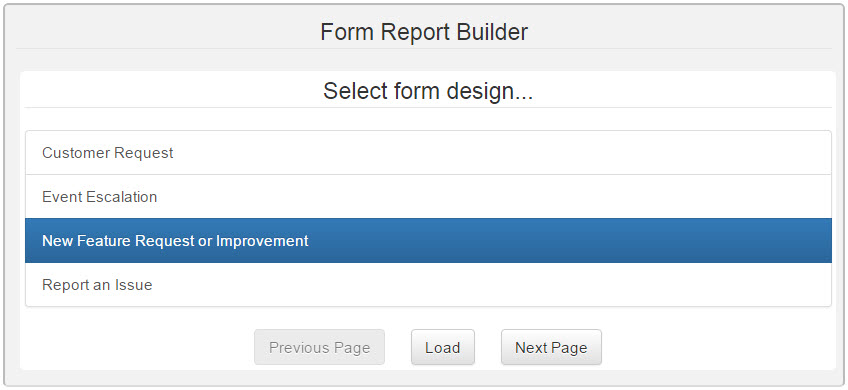 Form Report Builder
Select form design...
Customer Request
Event Escalation
New Feature Request or Improvement
Report an Issue
Previous Page Load Next Page